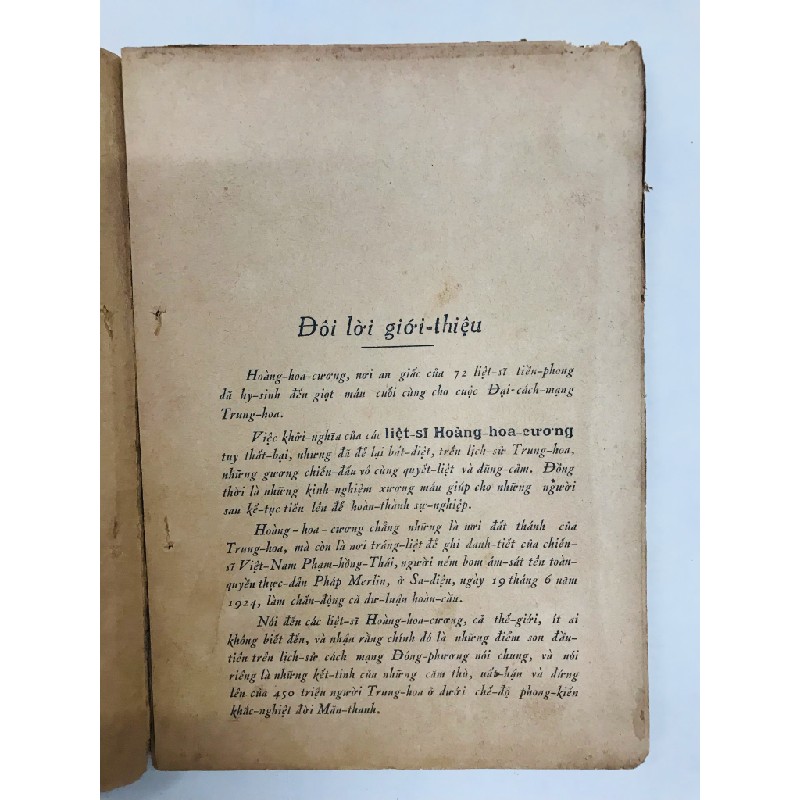 Đôi lời giới-thiệu
Hoàng-hoa-cương, nơi an giấc của 72 liệt-sĩ tiền-phong
đã hy-sinh đến giọt máu cuối cùng cho cuộc Đại-cách-mạng
Trung-hoa.
Việc khởi-nghĩa của các liệt-sĩ Hoàng-hoa-cương
tuy thất-bại, nhưng đã để lại bất-diệt, trên lịch-sử Trung-hoa,
những gương chiến-đấu vô cùng quyết-liệt và dũng-cảm. Đồng
thời là những kinh-nghiệm xương máu giúp cho những người
sau kế-tục tiến lên để hoàn-thành sự-nghiệp.
Hoàng-hoa-cương chẳng những là nơi đất thánh của
Trung-hoa, mà còn là nơi tráng-liệt để ghi danh-tiết của chiến-
sĩ Việt-Nam Phạm-hồng-Thái, người ném bom ám-sát tên toàn-
quyền thực-dân Pháp Merlin, ở Sa-diện, ngày 19 tháng 6 năm
1924, làm chấn-động cả dư-luận hoàn-cầu.
Nói đến các liệt-sĩ Hoàng-hoa-cương, cả thế-giới, ít ai
không biết đến, và nhận rằng chính đó là những điểm son đầu-
tiên trên lịch-sử cách mạng Đông-phương nói chung, và nói
riêng là những kết-tinh của những căm thù, uất-hận và đứng
lên của 450 triệu người Trung-hoa ở dưới chế-độ phong-kiến
khắc-nghiệt đời Mãn-thanh.